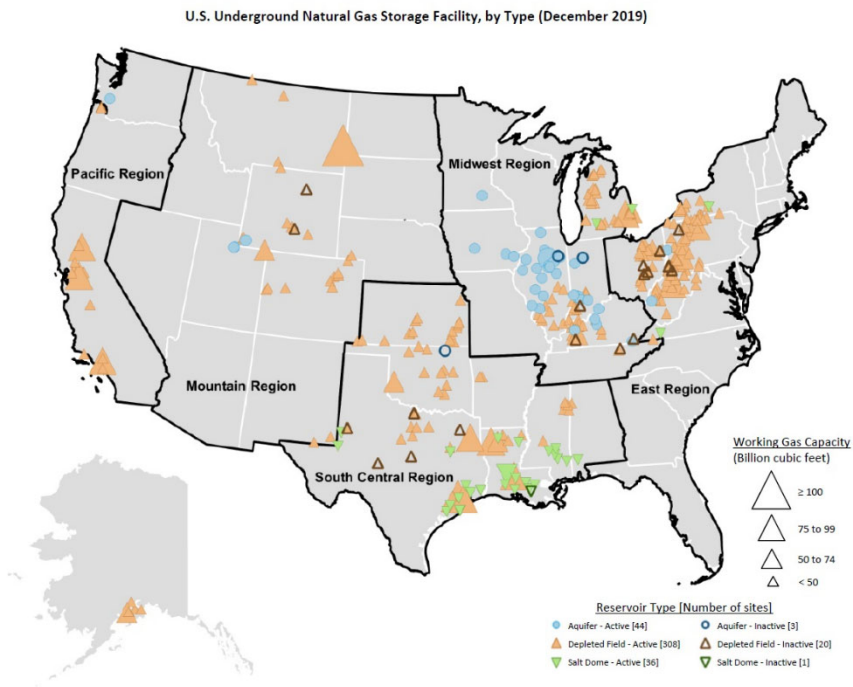 U.S. Underground Natural Gas Storage Facility, by Type (December 2019)
Pacific Region
Midwest Region
Mountain Region
East Region
South Central Region
Working Gas Capacity
(Billion cubic feet)
≥ 100
75 to 99
50 to 74
< 50
Reservoir Type [Number of sites]
Aquifer - Active [44]
Aquifer - Inactive [3]
Depleted Field - Active [308]
Depleted Field - Inactive [20]
Salt Dome - Active [36]
Salt Dome - Inactive [1]